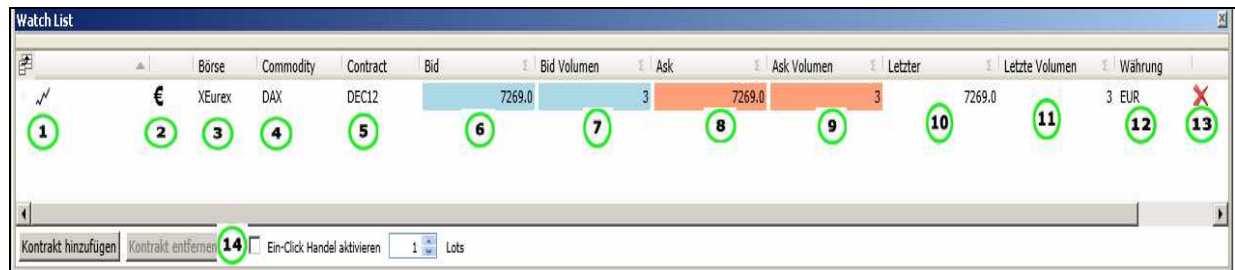 Watch List
Börse Commodity Contract Bid Σ Bid Volumen Σ Ask Σ Ask Volumen Σ Letzter Σ Letzte Volumen Σ Währung
€ XEurex DAX DEC12 7269.0 3 7269.0 3 7269.0 3 EUR
1 2 3 4 5 6 7 8 9 10 11 12 13
Kontrakt hinzufügen Kontrakt entfernen 14 Ein-Click Handel aktivieren 1 Lots